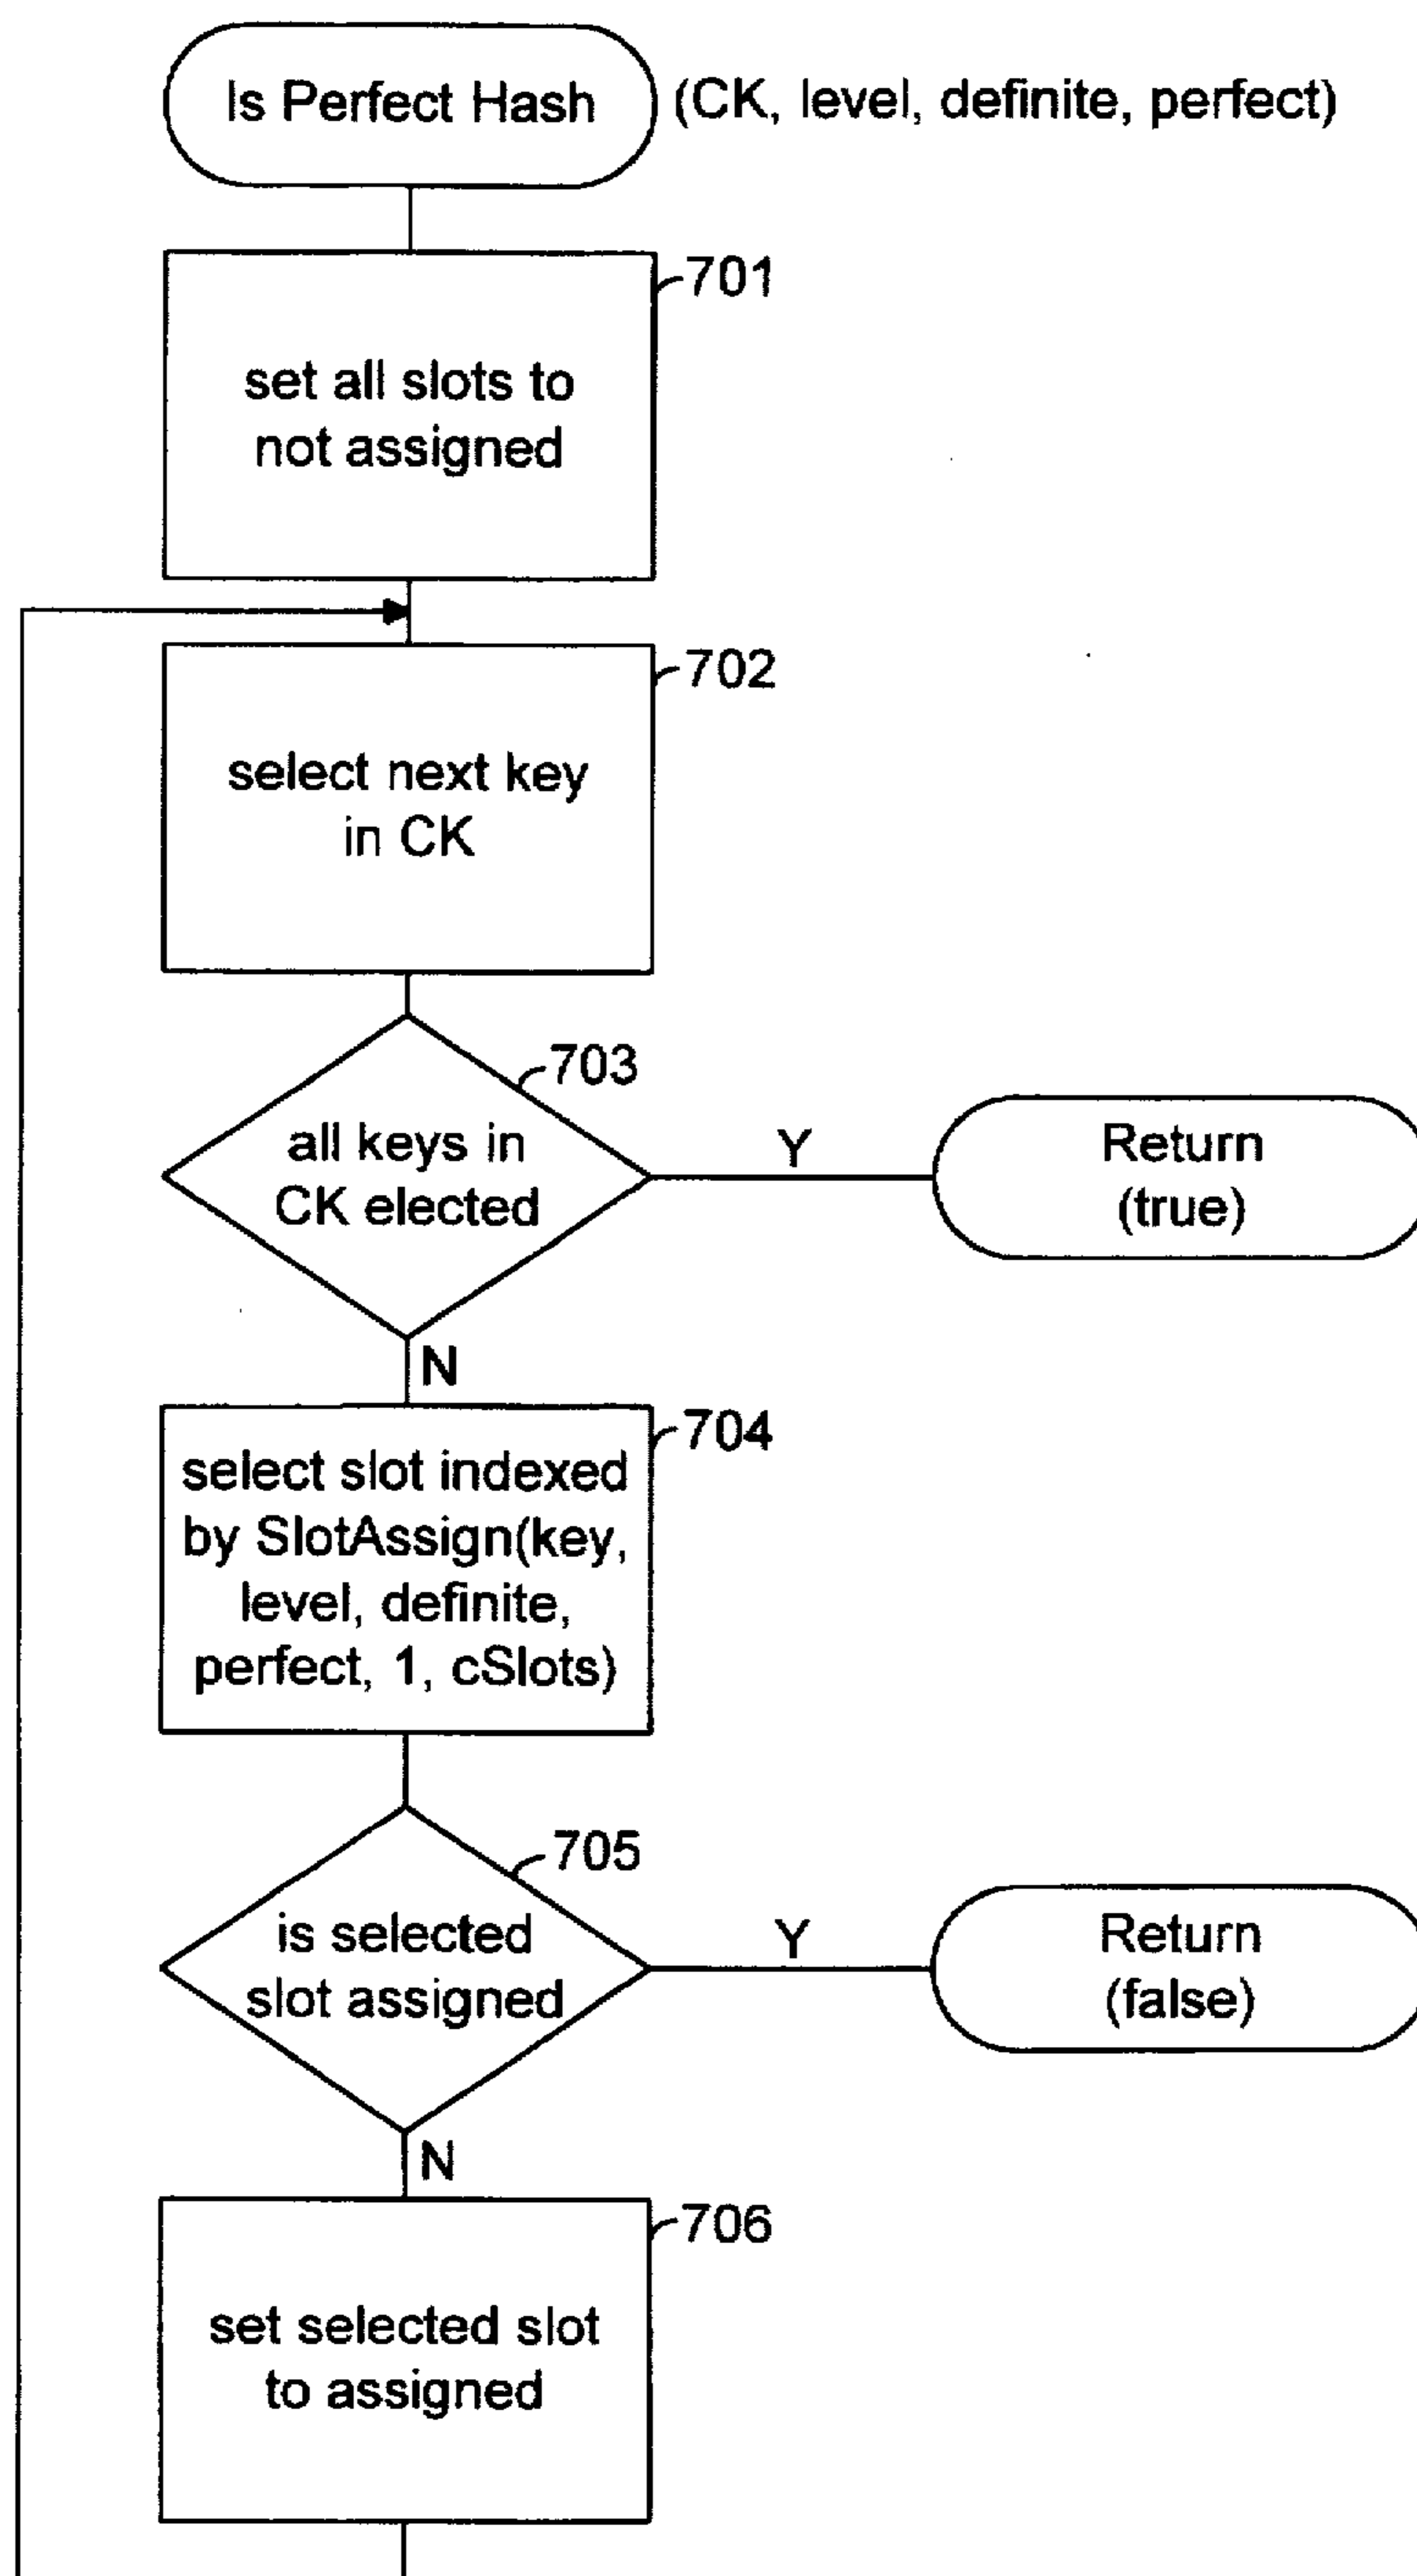 Is Perfect Hash (CK, level, definite, perfect)
701
set all slots to
not assigned
702
select next key
in CK
703
all keys in
CK elected
Y
Return
(true)
N
704
select slot indexed
by SlotAssign(key,
level, definite,
perfect, 1, cSlots)
705
is selected
slot assigned
Y
Return
(false)
N
706
set selected slot
to assigned